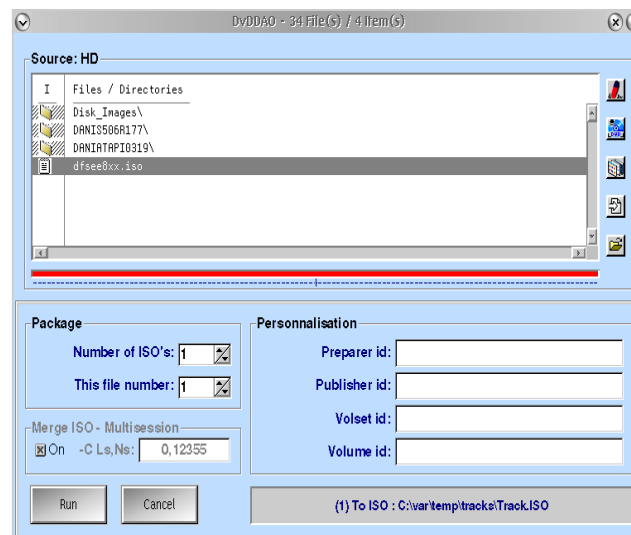 DvDDAO - 34 File(s) / 4 Item(s)
Source: HD
I Files / Directories
Disk_Images\
DANIS506R177\
DANIATAPI0319\
dfsee8xx.iso
Package
Number of ISO's: 1
This file number: 1
Merge ISO - Multisession
On -C Ls,Ns: 0,12355
Personnalisation
Preparer id:
Publisher id:
Volset id:
Volume id:
Run
Cancel
(1) To ISO : C:\var\temp\tracks\Track.ISO